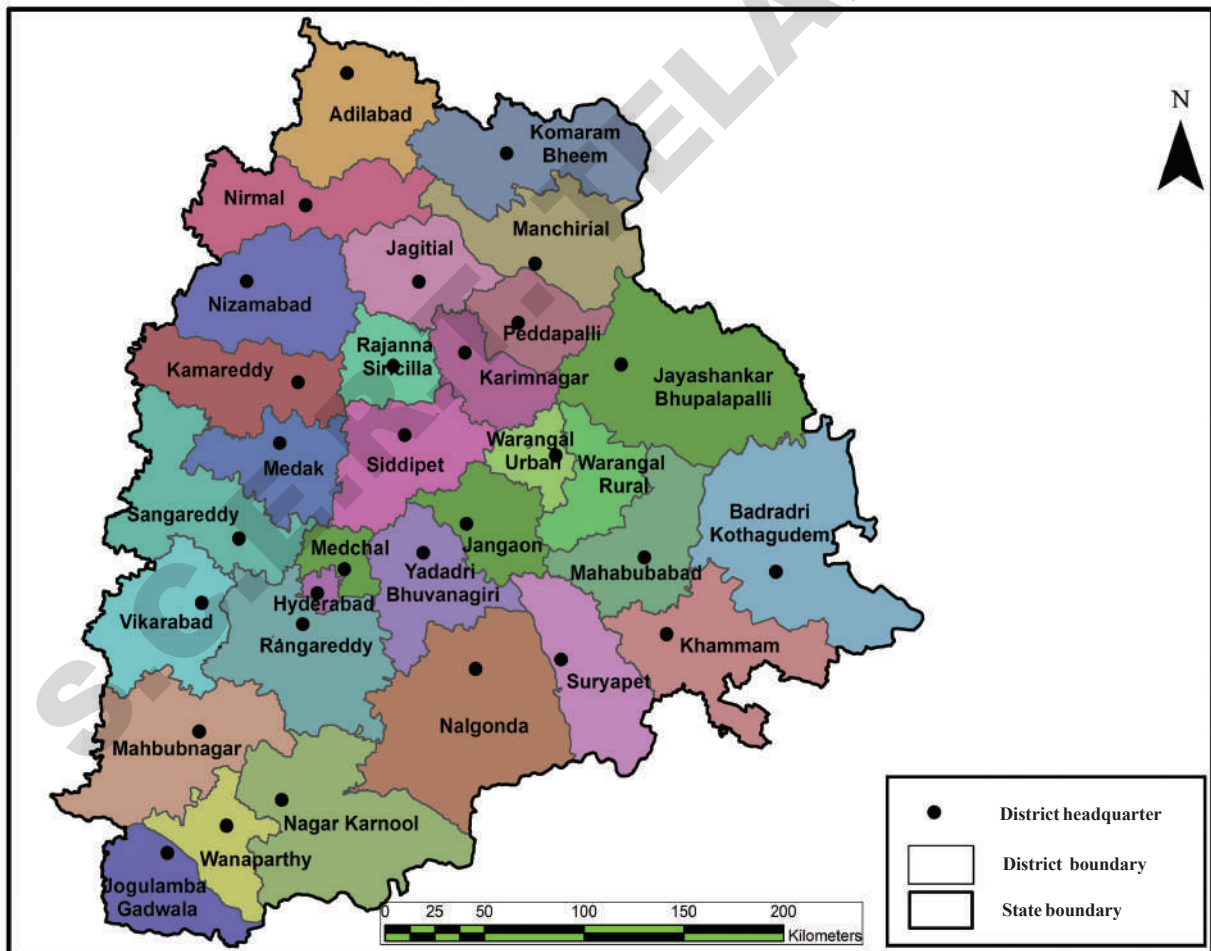 N
Adilabad
Komaram
Bheem
Nirmal
Manchirial
Jagitial
Nizamabad
Peddapalli
Rajanna
Sircilla
Kamareddy
Karimnagar
Jayashankar
Bhupalapalli
Warangal
Urban
Medak
Siddipet
Warangal
Rural
Sangareddy
Badradri
Kothagudem
Medchal
Jangaon
Yadadri
Bhuvanagiri
Mahabubabad
Hyderabad
Vikarabad
Rangareddy
Khammam
Suryapet
Nalgonda
Mahbubnagar
Nagar Karnool
Wanaparthy
Jogulamba
Gadwala
District headquarter
District boundary
State boundary
0 25 50 100 150 200
Kilometers